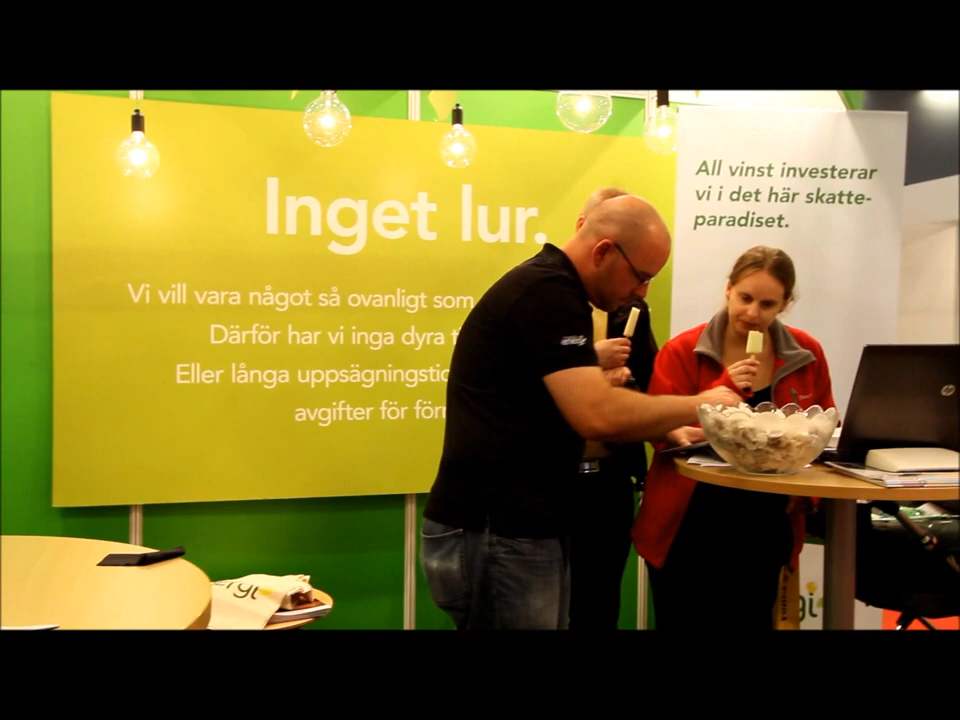 Inget lur.
Vi vill vara något så ovanligt som
Därför har vi inga dyra
Eller långa uppsägningstid
avgifter för
All vinst investerar
vi i det här skatte-
paradiset.
hp